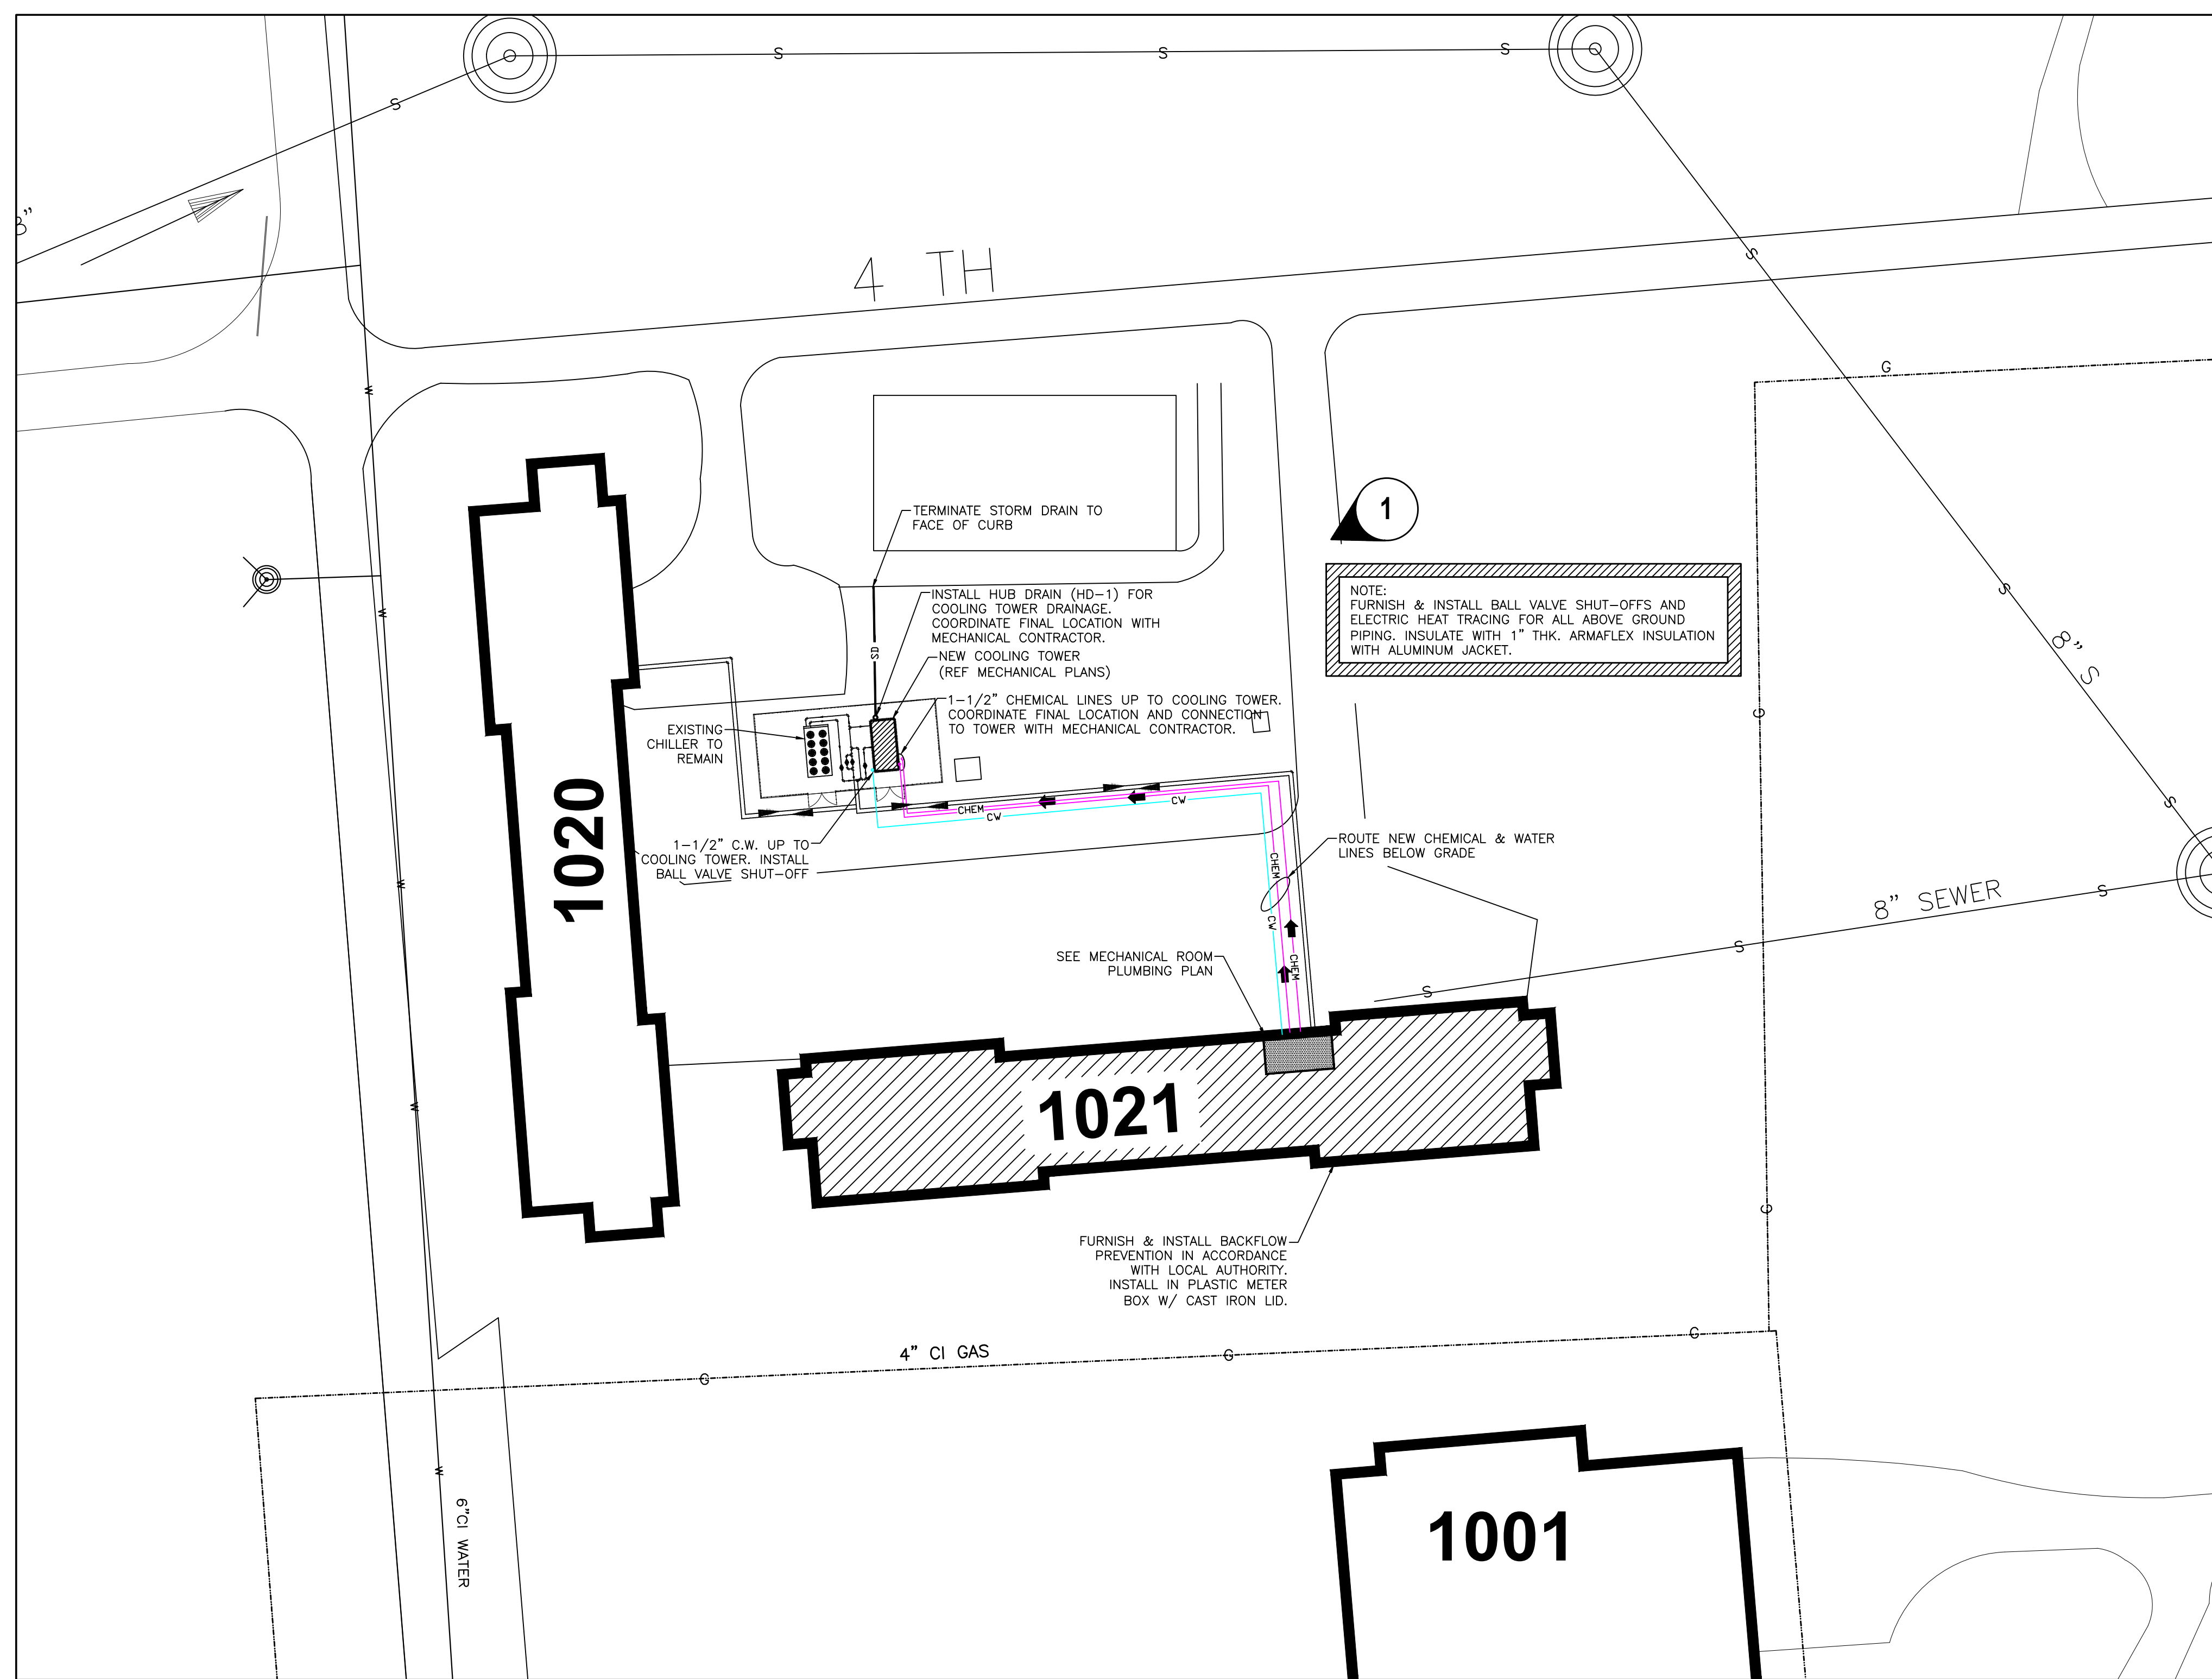 S
S
S
S
8"
4 TH
S
W
G
1
TERMINATE STORM DRAIN TO
FACE OF CURB
NOTE:
FURNISH & INSTALL BALL VALVE SHUT-OFFS AND
ELECTRIC HEAT TRACING FOR ALL ABOVE GROUND
PIPING. INSULATE WITH 1" THK. ARMAFLEX INSULATION
WITH ALUMINUM JACKET.
INSTALL HUB DRAIN (HD-1) FOR
COOLING TOWER DRAINAGE.
COORDINATE FINAL LOCATION WITH
MECHANICAL CONTRACTOR.
W
S
SD
NEW COOLING TOWER
(REF MECHANICAL PLANS)
8" S
1-1/2" CHEMICAL LINES UP TO COOLING TOWER.
COORDINATE FINAL LOCATION AND CONNECTION
TO TOWER WITH MECHANICAL CONTRACTOR.
G
EXISTING
CHILLER TO
REMAIN
CHEM
CW
CW
S
1020
1-1/2" C.W. UP TO
COOLING TOWER. INSTALL
BALL VALVE SHUT-OFF
ROUTE NEW CHEMICAL & WATER
LINES BELOW GRADE
CHEM
W
CW
8" SEWER
S
S
SEE MECHANICAL ROOM
PLUMBING PLAN
CHEM
S
1021
W
G
FURNISH & INSTALL BACKFLOW
PREVENTION IN ACCORDANCE
WITH LOCAL AUTHORITY.
INSTALL IN PLASTIC METER
BOX W/ CAST IRON LID.
4" CI GAS
G
G
G
W
6"CI WATER
1001